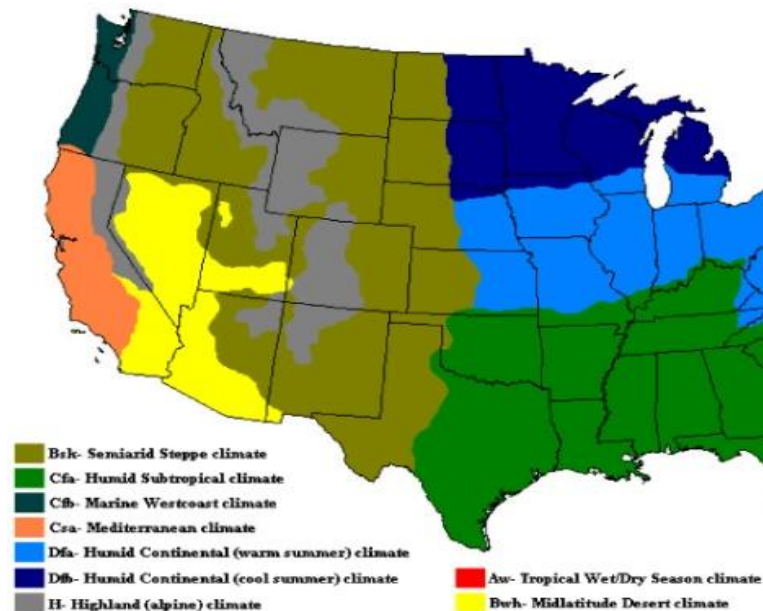 Bsk- Semiarid Steppe climate
Cfa- Humid Subtropical climate
Cfb- Marine Westcoast climate
Csa- Mediterranean climate
Dfa- Humid Continental (warm summer) climate
Dfb- Humid Continental (cool summer) climate
H- Highland (alpine) climate
Aw- Tropical Wet/Dry Season climate
Bwh- Midlatitude Desert climate